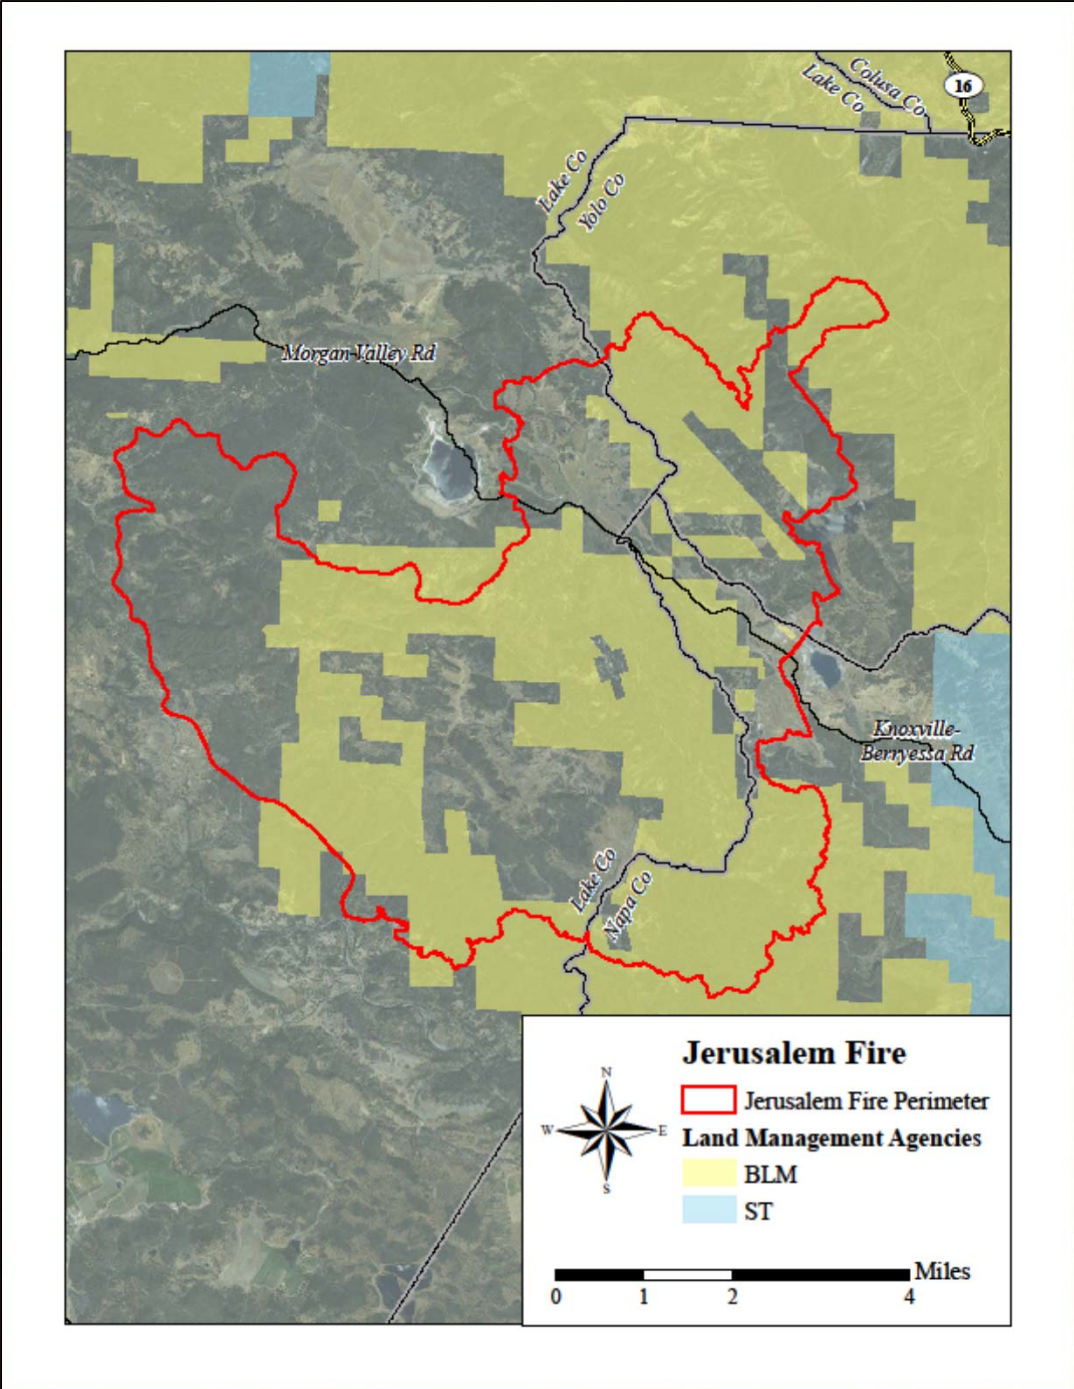 Colusa Co
Lake Co
16
Lake Co
Yolo Co
Morgan Valley Rd
Knoxville-
Berryessa Rd
Lake Co
Napa Co
Jerusalem Fire
Jerusalem Fire Perimeter
Land Management Agencies
BLM
ST
N
W
E
S
Miles
0 1 2 4